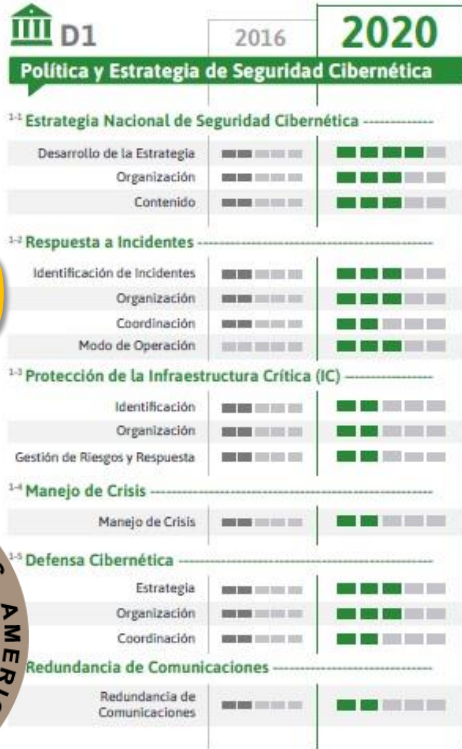 D1
2016
2020
Política y Estrategia de Seguridad Cibernética
1-1 Estrategia Nacional de Seguridad Cibernética
Desarrollo de la Estrategia
Organización
Contenido
1-2 Respuesta a Incidentes
Identificación de Incidentes
Organización
Coordinación
Modo de Operación
1-3 Protección de la Infraestructura Crítica (IC)
Identificación
Organización
Gestión de Riesgos y Respuesta
1-4 Manejo de Crisis
Manejo de Crisis
1-5 Defensa Cibernética
Estrategia
Organización
Coordinación
Redundancia de Comunicaciones
Redundancia de
Comunicaciones